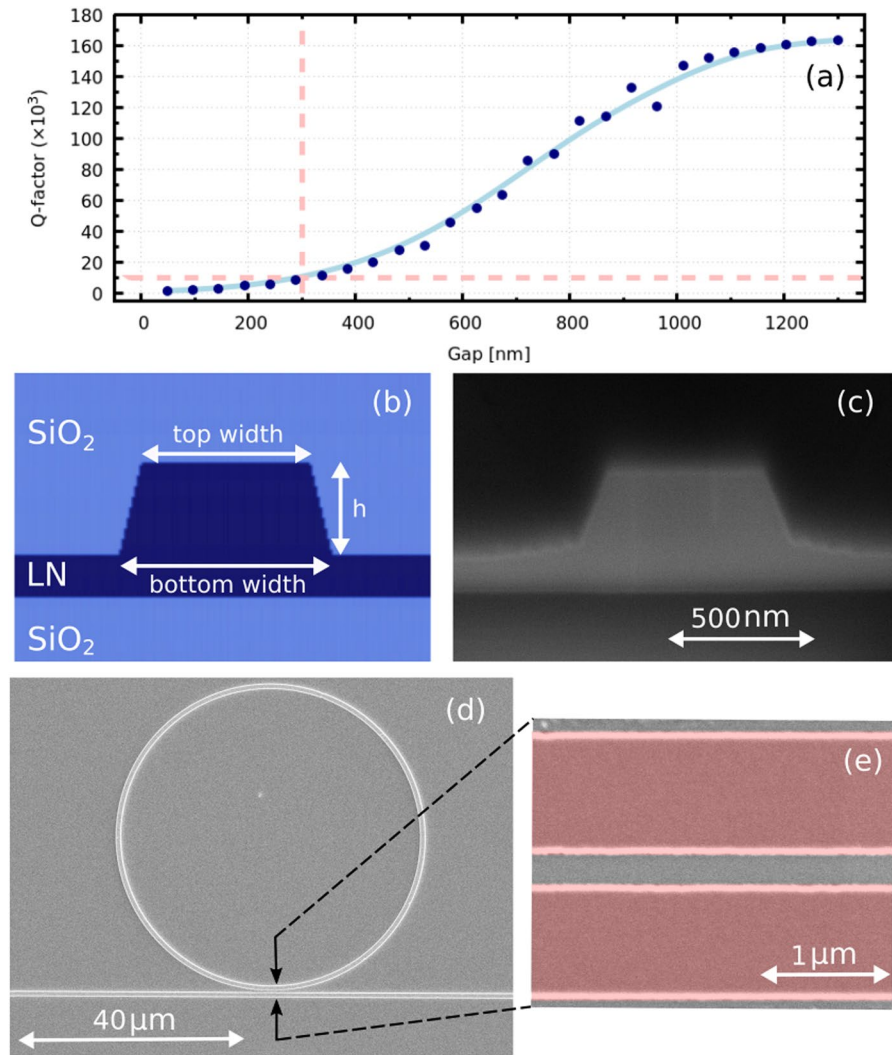 180
160
140
120
100
80
60
40
20
0
Q-factor (×10³)
(a)
0 200 400 600 800 1000 1200
Gap [nm]
(b)
SiO₂
top width
h
LN
bottom width
SiO₂
(c)
500nm
(d)
40μm
(e)
1μm